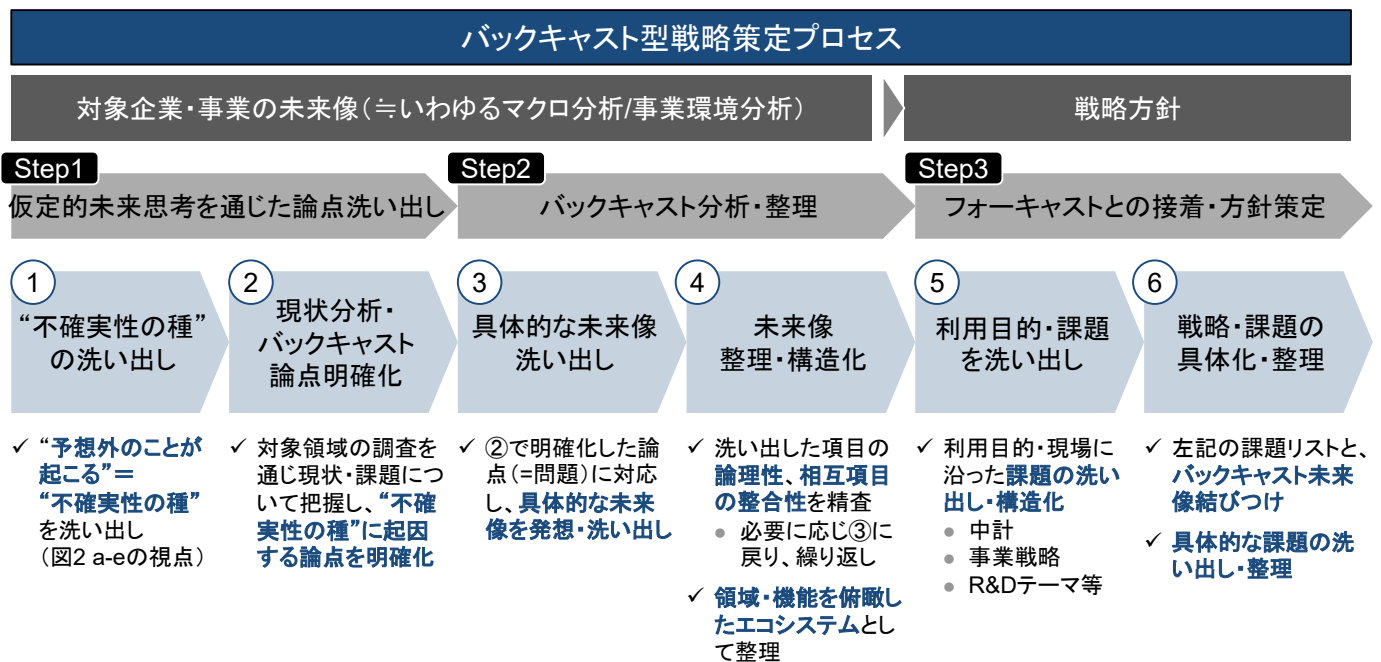 バックキャスト型戦略策定プロセス
対象企業・事業の未来像(≒いわゆるマクロ分析/事業環境分析)
戦略方針
Step1
仮定的未来思考を通じた論点洗い出し
Step2
バックキャスト分析・整理
Step3
フォーキャストとの接着・方針策定
1
“不確実性の種”
の洗い出し
2
現状分析・
バックキャスト
論点明確化
3
具体的な未来像
洗い出し
4
未来像
整理・構造化
5
利用目的・課題
を洗い出し
6
戦略・課題の
具体化・整理
✓ “予想外のことが
起こる”＝
“不確実性の種”
を洗い出し
(図2 a-eの視点)
✓ 対象領域の調査を
通じ現状・課題につ
いて把握し、“不確
実性の種”に起因
する論点を明確化
✓ ②で明確化した論
点(=問題)に対応
し、具体的な未来
像を発想・洗い出し
✓ 洗い出した項目の
論理性、相互項目
の整合性を精査
● 必要に応じ③に
戻り、繰り返し
✓ 領域・機能を俯瞰し
たエコシステムとし
て整理
✓ 利用目的・現場に
沿った課題の洗い
出し・構造化
● 中計
● 事業戦略
● R&Dテーマ等
✓ 左記の課題リストと、
バックキャスト未来
像結びつけ
✓ 具体的な課題の洗
い出し・整理